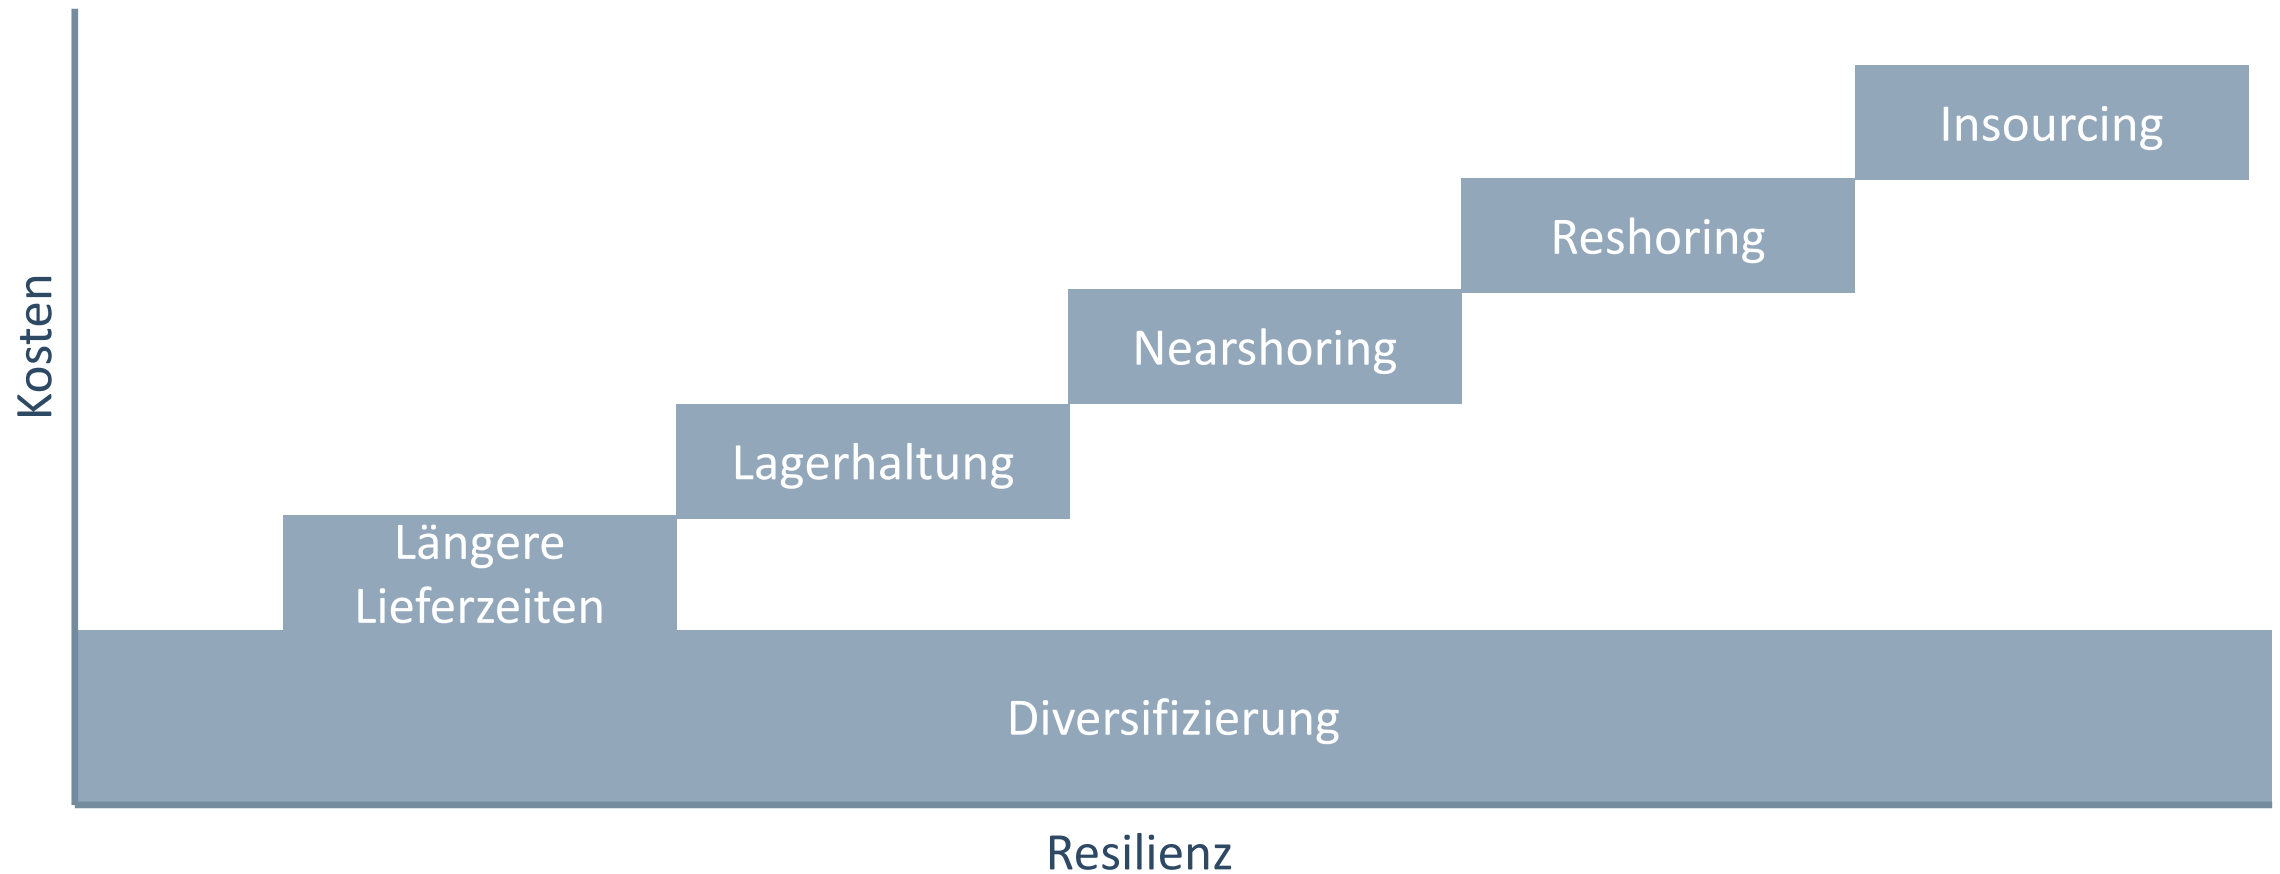 Insourcing
Reshoring
Nearshoring
Lagerhaltung
Längere
Lieferzeiten
Diversifizierung
Kosten
Resilienz